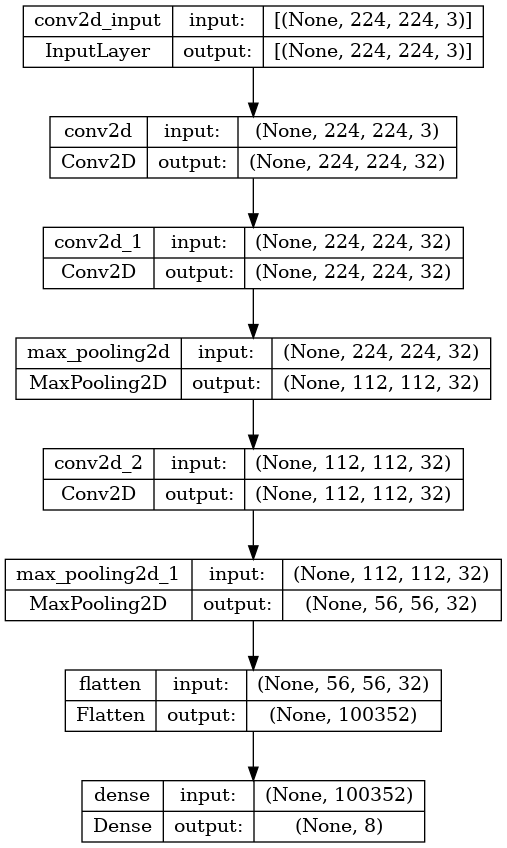 conv2d_input input: [(None, 224, 224, 3)]
InputLayer output: [(None, 224, 224, 3)]
conv2d input: (None, 224, 224, 3)
Conv2D output: (None, 224, 224, 32)
conv2d_1 input: (None, 224, 224, 32)
Conv2D output: (None, 224, 224, 32)
max_pooling2d input: (None, 224, 224, 32)
MaxPooling2D output: (None, 112, 112, 32)
conv2d_2 input: (None, 112, 112, 32)
Conv2D output: (None, 112, 112, 32)
max_pooling2d_1 input: (None, 112, 112, 32)
MaxPooling2D output: (None, 56, 56, 32)
flatten input: (None, 56, 56, 32)
Flatten output: (None, 100352)
dense input: (None, 100352)
Dense output: (None, 8)